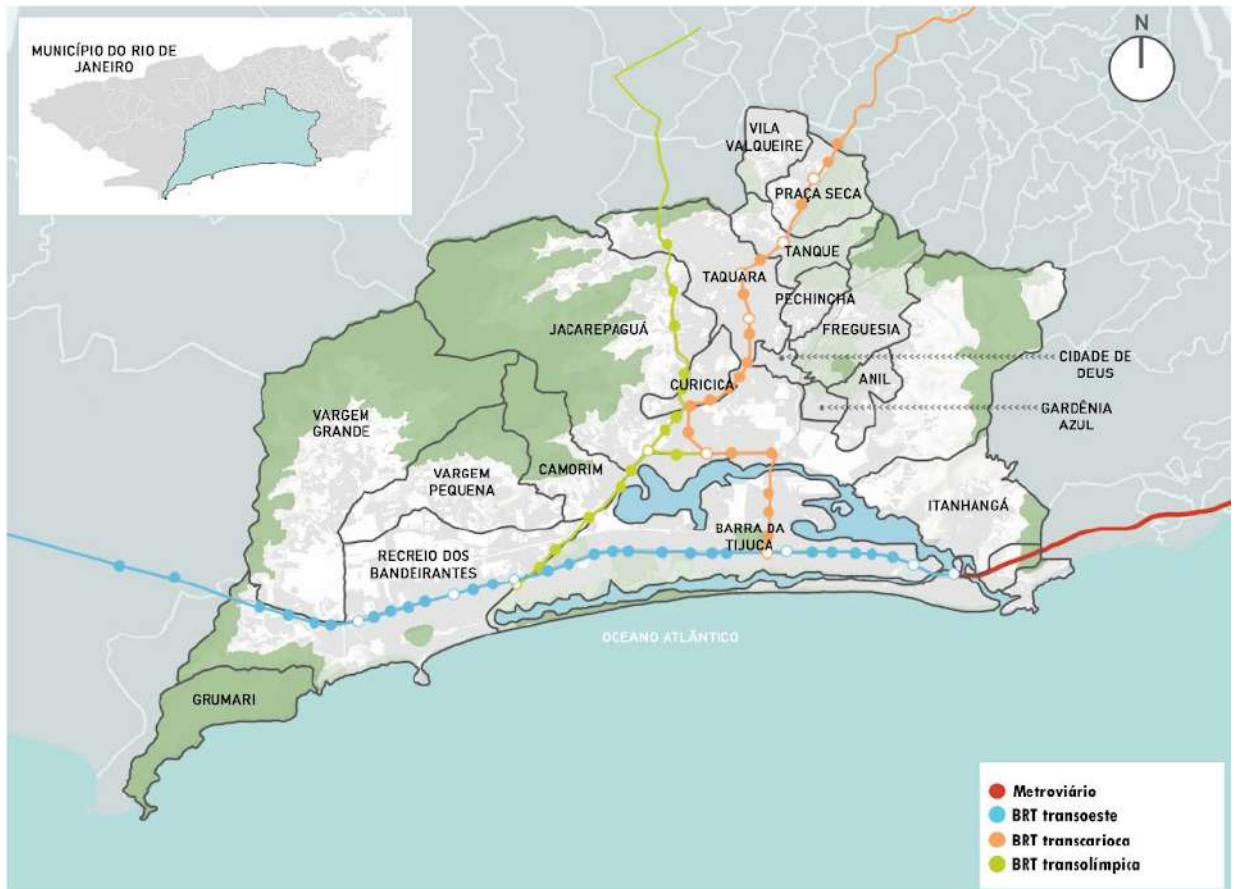 MUNICÍPIO DO RIO DE
JANEIRO
N
VILA
VALQUEIRE
PRAÇA SECA
TANQUE
TAQUARA
PECHINCHA
JACAREPAGUÁ
FREGUESIA
CIDADE DE
DEUS
ANIL
CURICICA
GARDÊNIA
AZUL
VARGEM
GRANDE
VARGEM
PEQUENA
CAMORIM
ITANHANGÁ
BARRA DA
TIJUCA
RECREIO DOS
BANDEIRANTES
OCEANO ATLÂNTICO
GRUMARI
Metroviário
BRT transoeste
BRT transcarioca
BRT transolímpica